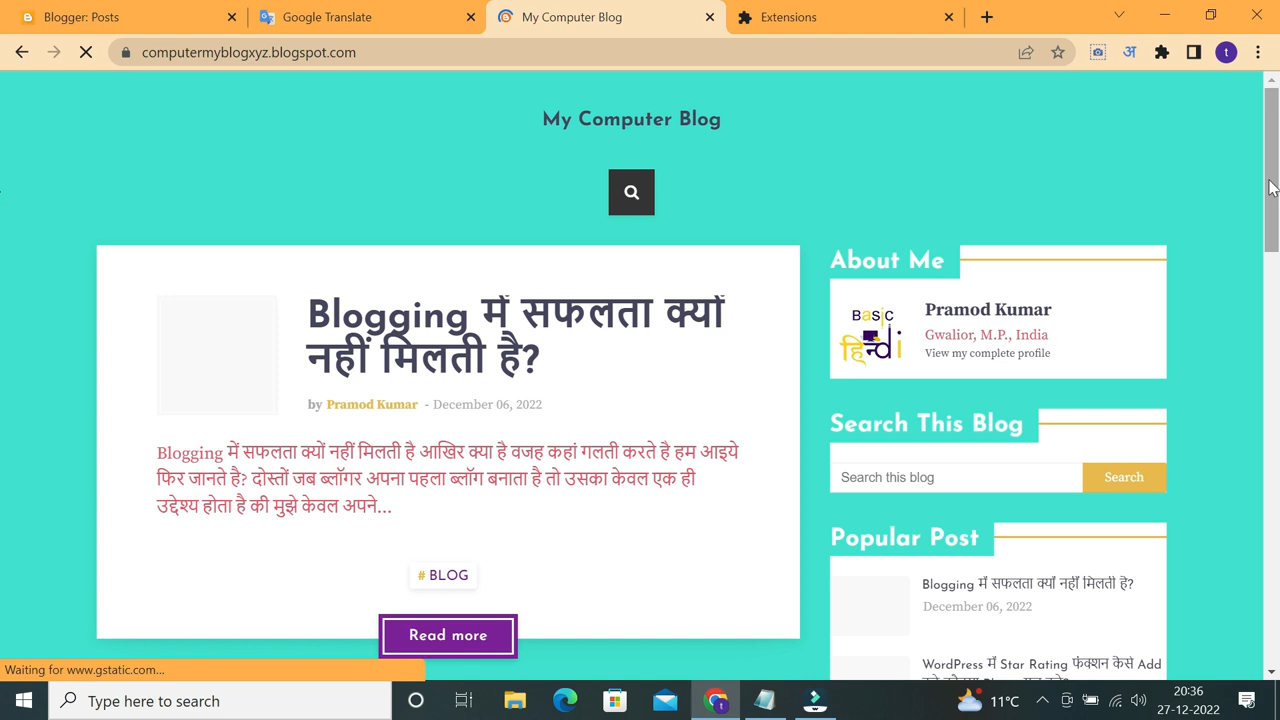 Blogger: Posts
Google Translate
My Computer Blog
Extensions
computermyblogxyz.blogspot.com
अ
t
My Computer Blog
Blogging में सफलता क्यों
नहीं मिलती है?
by Pramod Kumar - December 06, 2022
Blogging में सफलता क्यों नहीं मिलती है आखिर क्या है वजह कहां गलती करते है हम आइये
फिर जानते है? दोस्तों जब ब्लॉगर अपना पहला ब्लॉग बनाता है तो उसका केवल एक ही
उद्देश्य होता है की मुझे केवल अपने...
# BLOG
Read more
About Me
Basic
हिन्di
Pramod Kumar
Gwalior, M.P., India
View my complete profile
Search This Blog
Search this blog
Search
Popular Post
Blogging में सफलता क्यों नहीं मिलती है?
December 06, 2022
WordPress में Star Rating फंक्शन कैसे Add
Waiting for www.gstatic.com...
Type here to search
t
11°C
20:36
27-12-2022